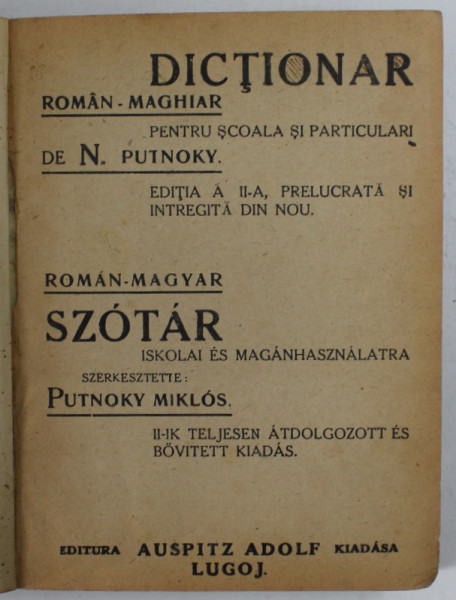 DICŢIONAR
ROMÂN - MAGHIAR
PENTRU ŞCOALA ŞI PARTICULARI
DE N. PUTNOKY.
EDIŢIA A II-A, PRELUCRATĂ ŞI
INTREGITĂ DIN NOU.
ROMÁN-MAGYAR
SZÓTÁR
ISKOLAI ÉS MAGÁNHASZNÁLATRA
SZERKESZTETTE:
PUTNOKY MIKLÓS.
II-IK TELJESEN ÁTDOLGOZOTT ÉS
BŐVITETT KIADÁS.
EDITURA AUSPITZ ADOLF KIADÁSA
LUGOJ.